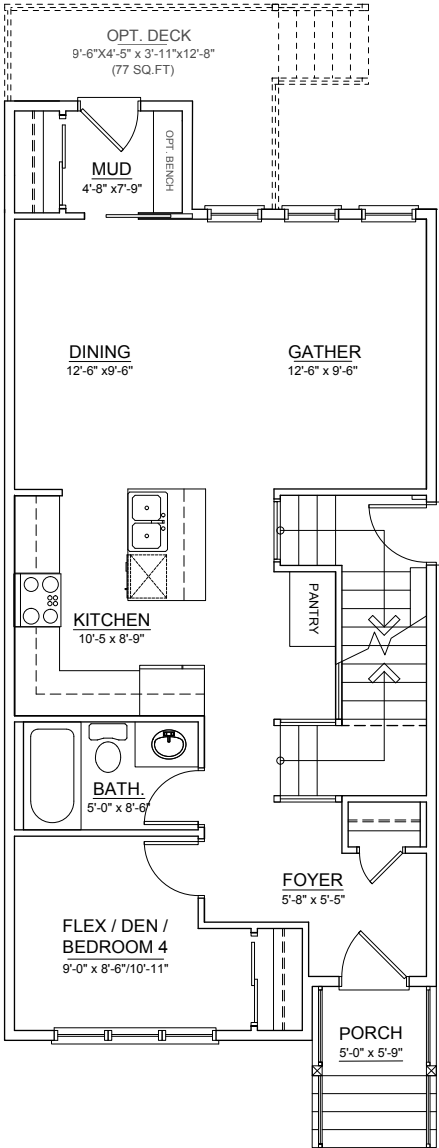 OPT. DECK
9'-6"X4'-5" x 3'-11"x12'-8"
(77 SQ.FT)
MUD
4'-8" x7'-9"
OPT. BENCH
DINING
12'-6" x9'-6"
GATHER
12'-6" x 9'-6"
KITCHEN
10'-5 x 8'-9"
PANTRY
BATH.
5'-0" x 8'-6"
FOYER
5'-8" x 5'-5"
FLEX / DEN /
BEDROOM 4
9'-0" x 8'-6"/10'-11"
PORCH
5'-0" x 5'-9"